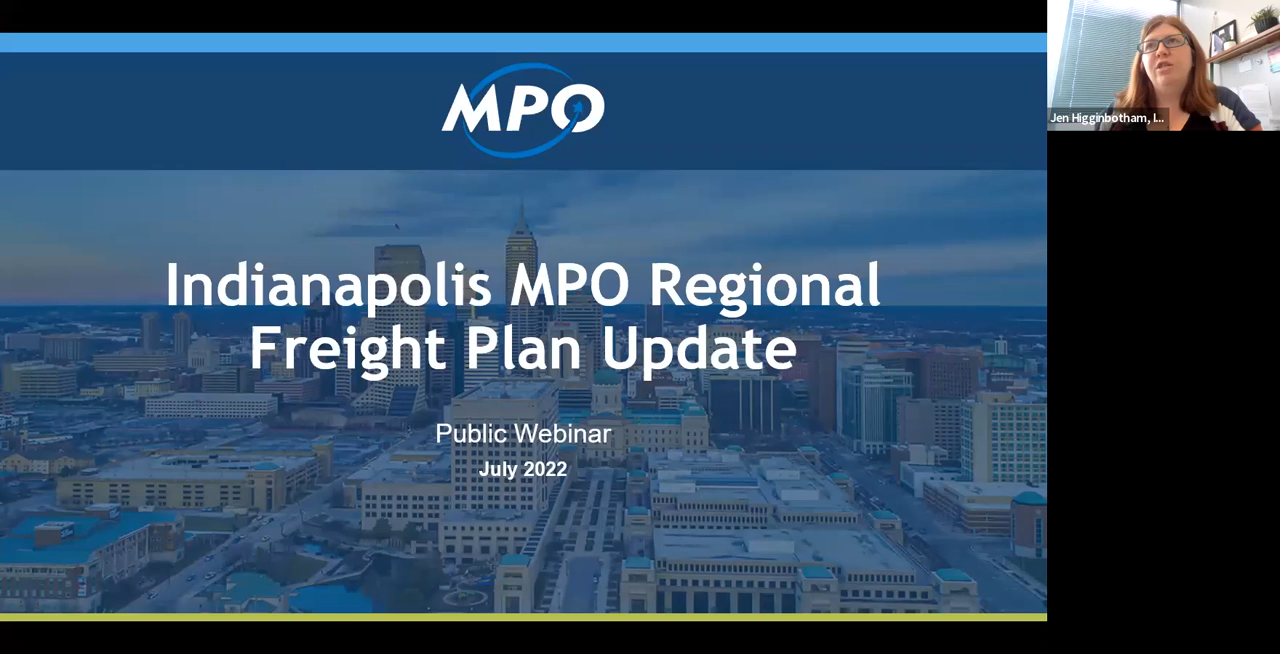 MPO
Indianapolis MPO Regional
Freight Plan Update
Public Webinar
July 2022
Jen Higginbotham, I...